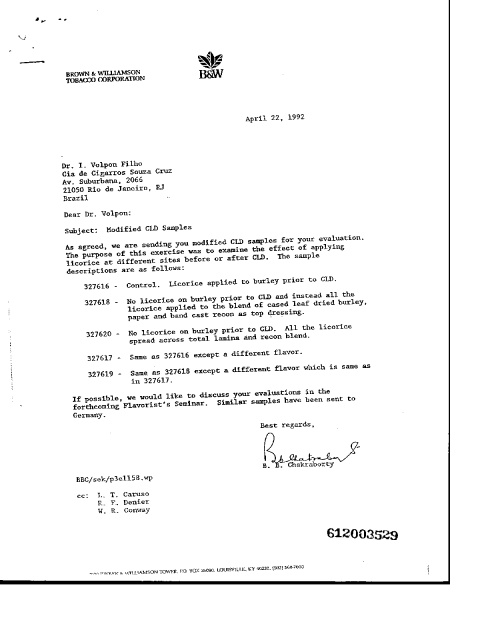 BROWN & WILLIAMSON
TOBACCO CORPORATION
B&W
April 22, 1992
Dr. I. Volpon Filho
Cia de Cigarros Souza Cruz
Av. Suburbana, 2066
21050 Rio de Janeiro, RJ
Brazil
Dear Dr. Volpon:
Subject: Modified CLD Samples
As agreed, we are sending you modified CLD samples for your evaluation.
The purpose of this exercise was to examine the effect of applying
licorice at different sites before or after CLD. The sample
descriptions are as follows:
327616 - Control. Licorice applied to burley prior to CLD.
327618 - No licorice on burley prior to CLD and instead all the
licorice applied to the blend of cased leaf dried burley,
paper and band cast recon as top dressing.
327620 - No licorice on burley prior to CLD. All the licorice
spread across total lamina and recon blend.
327617 - Same as 327616 except a different flavor.
327619 - Same as 327618 except a different flavor which is same as
in 327617.
If possible, we would like to discuss your evaluations in the
forthcoming Flavorist's Seminar. Similar samples have been sent to
Germany.
Best regards,
B. B. Chakraborty
BBC/sek/p3e1158.wp
cc: L. T. Caruso
R. F. Denier
W. R. Conway
612003529
WILLIAMSON TOWER, P.O. BOX 35090, LOUISVILLE, KY 40232, (502) 568-7000